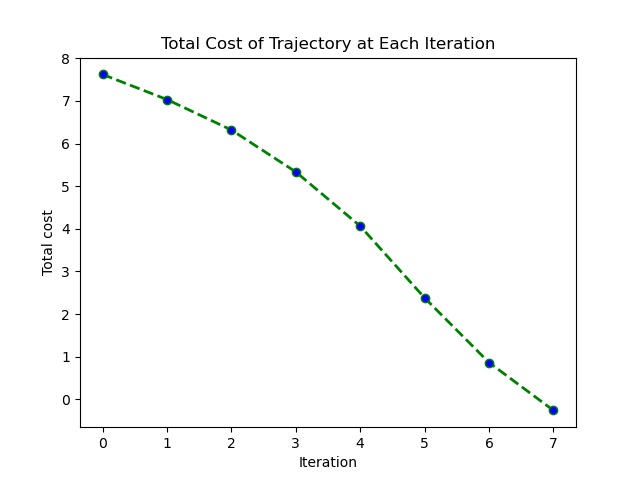 Total Cost of Trajectory at Each Iteration
8
7
6
5
4
3
2
1
0
Total cost
0 1 2 3 4 5 6 7
Iteration